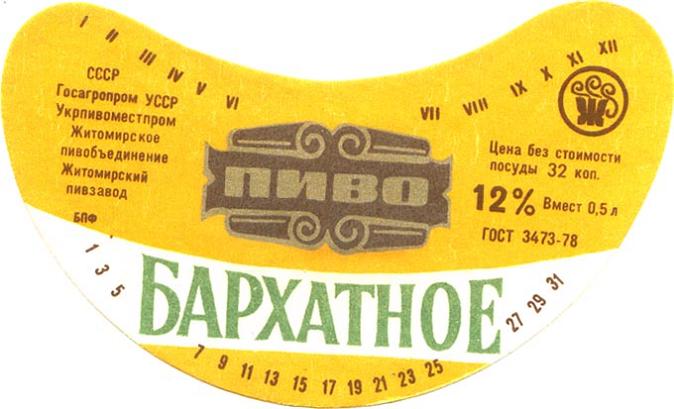 I II III IV V VI VII VIII IX X XI XII
СССР
Госагропром УССР
Укрпивоместпром
Житомирское
пивобъединение
Житомирский
пивзавод
БПФ
ПИВО
Ж
Цена без стоимости
посуды 32 коп.
12% Вмест 0,5 л
ГОСТ 3473-78
БАРХАТНОЕ
1 3 5 7 9 11 13 15 17 19 21 23 25 27 29 31